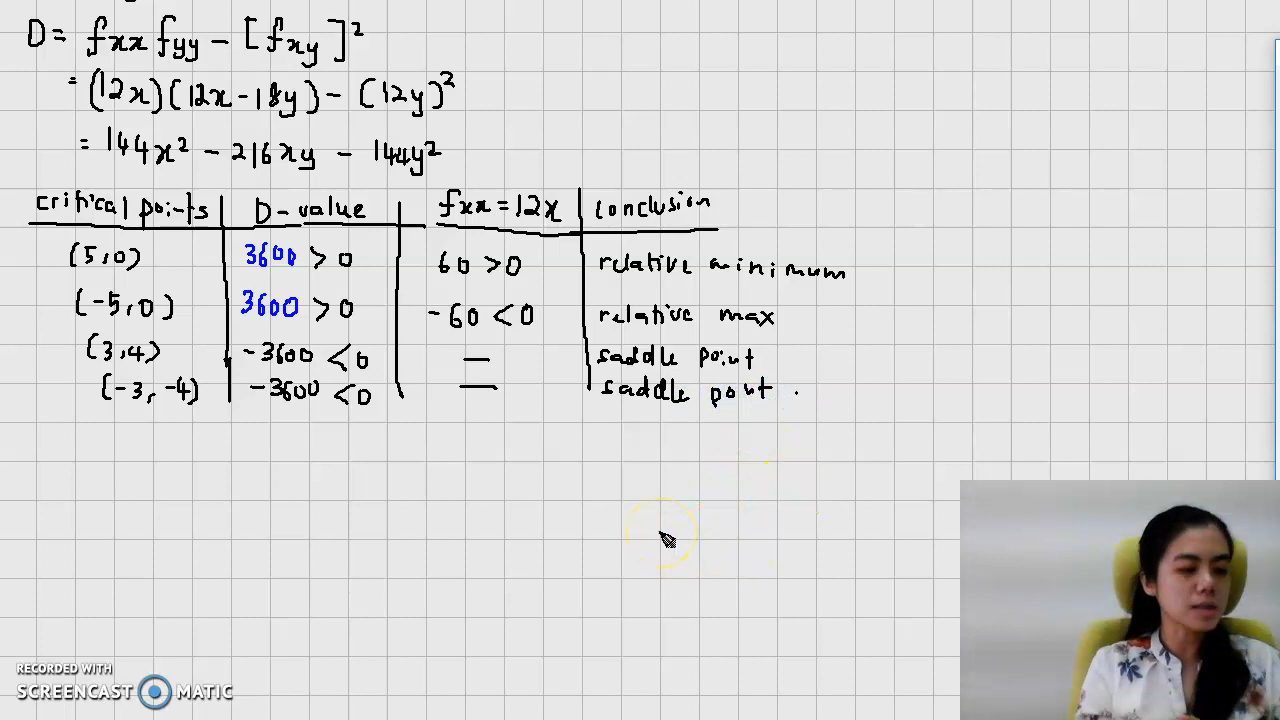 D = fxx fyy - [fxy]²
= (12x)(12x - 18y) - (12y)²
= 144x² - 216xy - 144y²
critical points D-value fxx = 12x conclusion
(5,0) 3600 > 0 60 > 0 relative minimum
(-5,0) 3600 > 0 -60 < 0 relative max
(3,4) -3600 < 0 — saddle point
(-3,-4) -3600 < 0 — saddle point.
RECORDED WITH
SCREENCAST MATIC